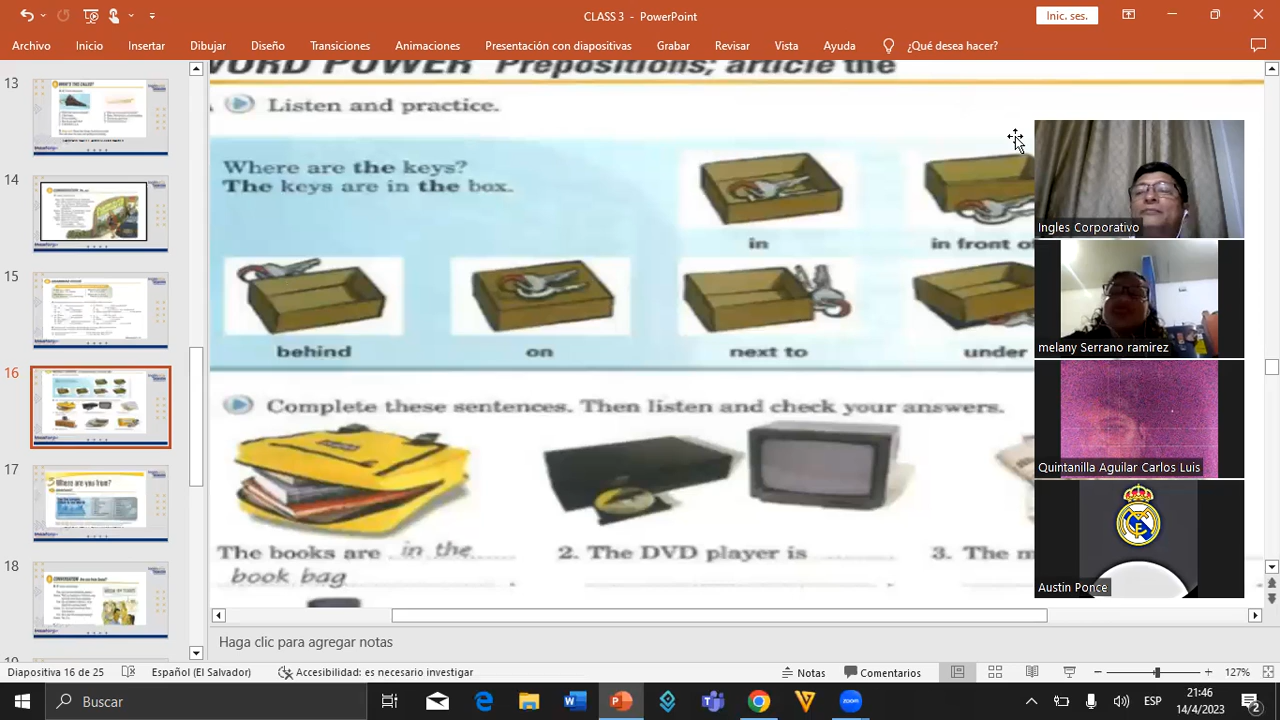 CLASS 3 - PowerPoint
Inic. ses.
Archivo Inicio Insertar Dibujar Diseño Transiciones Animaciones Presentación con diapositivas Grabar Revisar Vista Ayuda ¿Qué desea hacer?
13
14
15
16
17
18
WORD POWER Prepositions; article the
Listen and practice.
Where are the keys?
The keys are in the box.
in
in front of
behind
on
next to
under
Complete these sentences. Then listen and check your answers.
The books are in the
book bag
2. The DVD player is
3. The m
Ingles Corporativo
melany Serrano ramirez
Quintanilla Aguilar Carlos Luis
Austin Ponce
Haga clic para agregar notas
Diapositiva 16 de 25 Español (El Salvador) Accesibilidad: es necesario investigar Notas Comentarios 127%
Buscar
ESP
21:46
14/4/2023
2